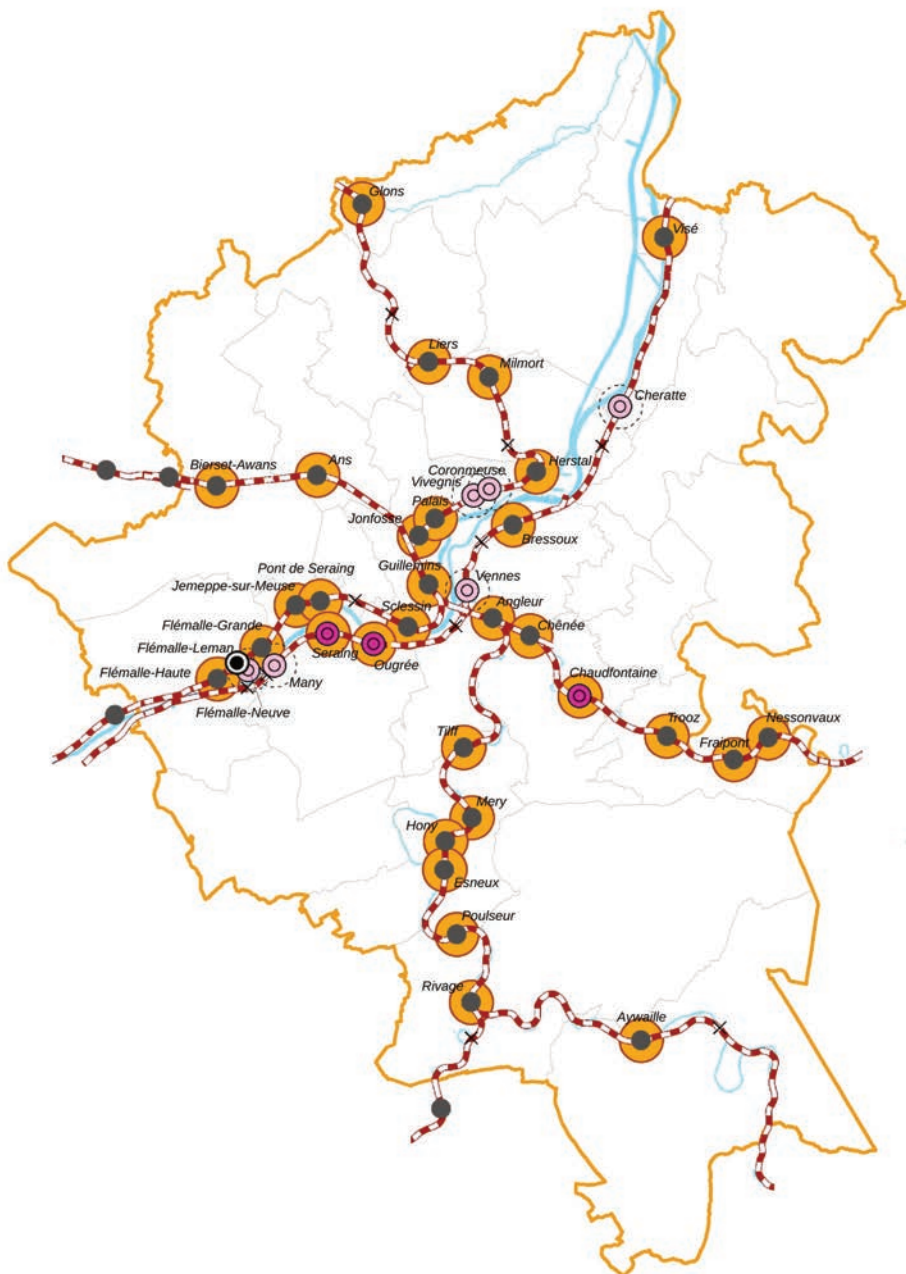 Glons
Visé
Liers
Milmort
Cheratte
Bierset-Awans
Ans
Coronmeuse
Herstal
Vivegnis
Palais
Jonfosse
Bressoux
Guillemins
Vennes
Pont de Seraing
Jemeppe-sur-Meuse
Angleur
Sclessin
Flémalle-Grande
Chênée
Flémalle-Leman
Seraing
Ougrée
Flémalle-Haute
Many
Chaudfontaine
Flémalle-Neuve
Trooz
Nessonvaux
Fraipont
Tilff
Mery
Hony
Esneux
Poulseur
Rivage
Aywaille